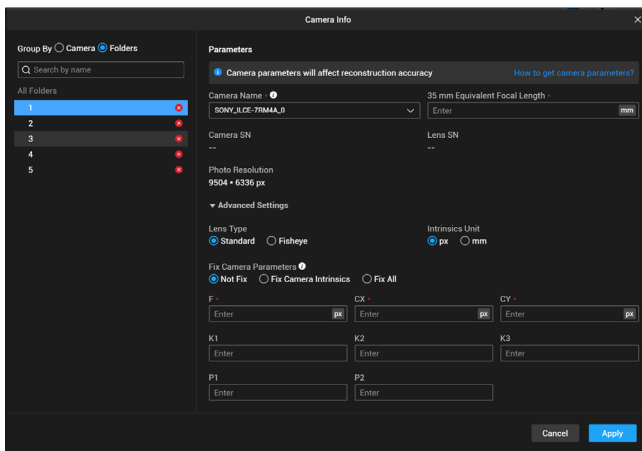 Camera Info
Group By Camera Folders
Search by name
All Folders
1
2
3
4
5
Parameters
Camera parameters will affect reconstruction accuracy How to get camera parameters?
Camera Name • 35 mm Equivalent Focal Length •
SONY_ILCE-7RM4A_0 Enter mm
Camera SN Lens SN
-- --
Photo Resolution
9504 * 6336 px
Advanced Settings
Lens Type Intrinsics Unit
Standard Fisheye px mm
Fix Camera Parameters
Not Fix Fix Camera Intrinsics Fix All
F • CX • CY •
Enter px Enter px Enter px
K1 K2 K3
Enter Enter Enter
P1 P2
Enter Enter
Cancel Apply